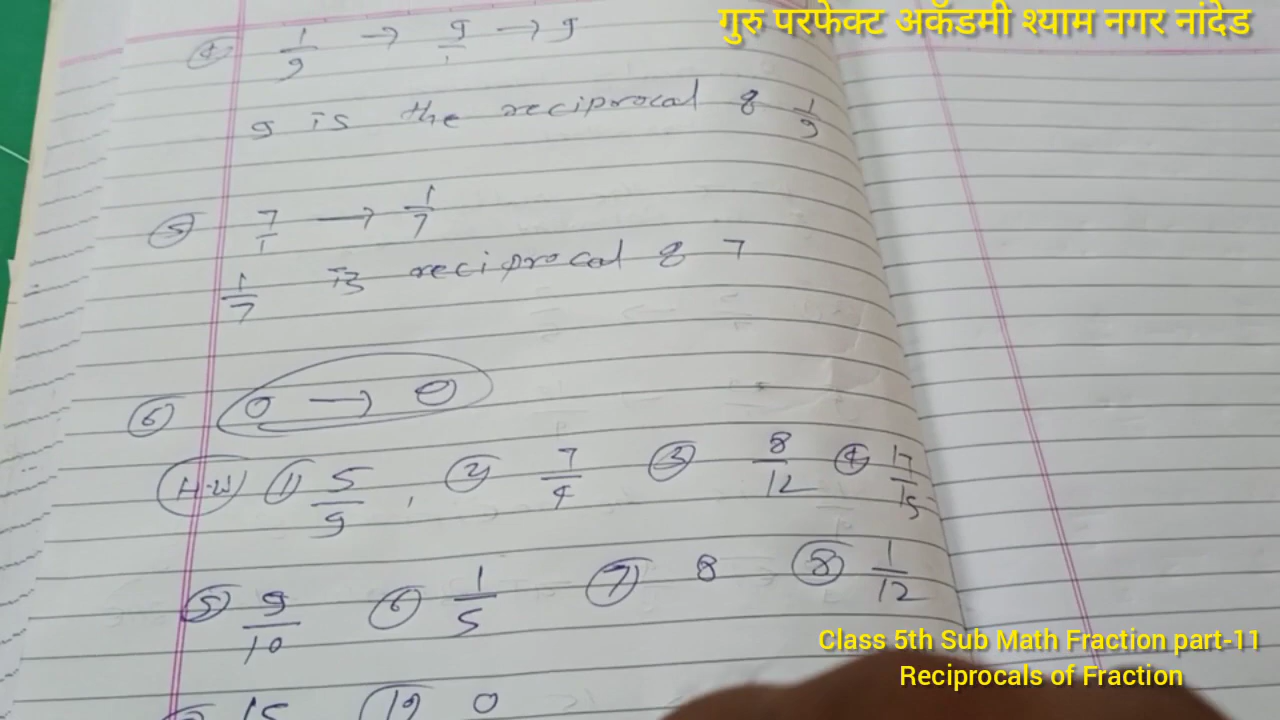 गुरु परफेक्ट अकॅडमी श्याम नगर नांदेड
④ 1/9 → 9/1 → 9
9 is the reciprocal of 1/9
⑤ 7/1 → 1/7
1/7 is reciprocal of 7
⑥ 0 → 0
H.W ① 5/9 , ② 7/4 ③ 8/12 ④ 17/15
⑤ 9/10 ⑥ 1/5 ⑦ 8 ⑧ 1/12
15 10 0
Class 5th Sub Math Fraction part-11
Reciprocals of Fraction